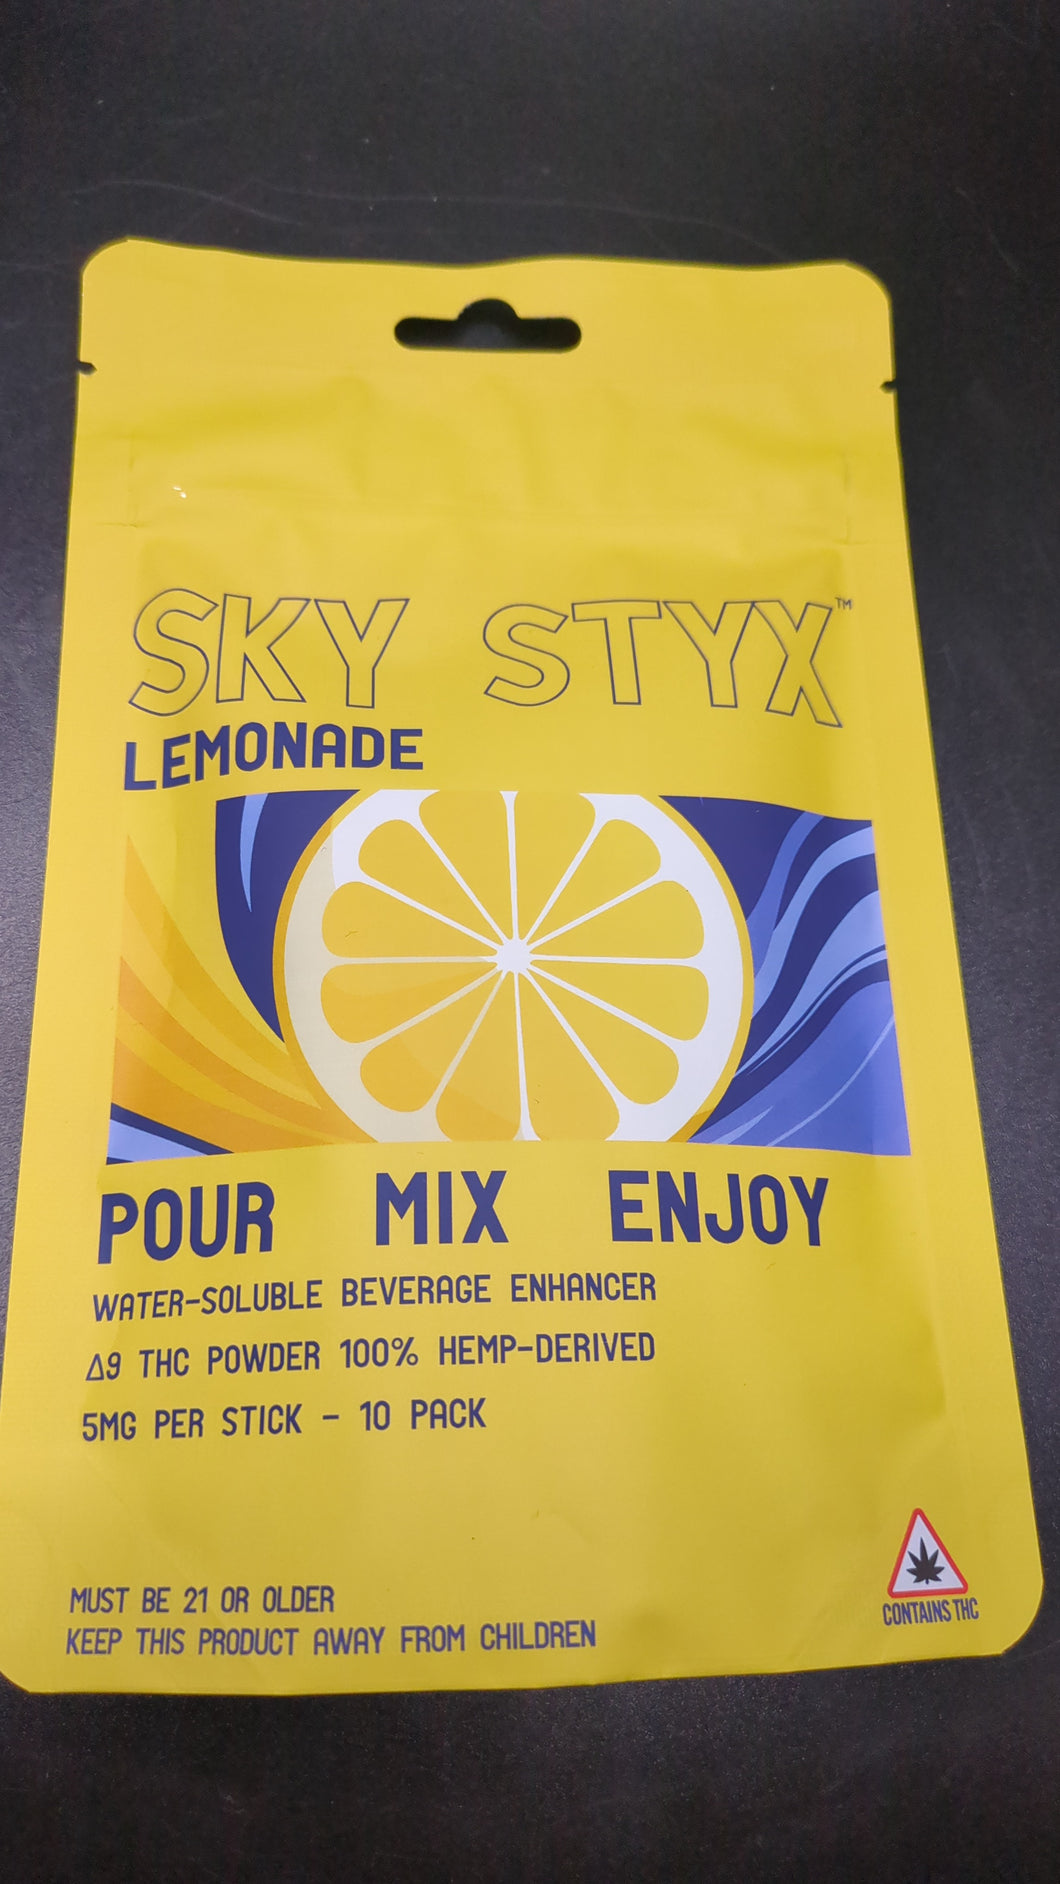 SKY STYX™
LEMONADE
POUR MIX ENJOY
WATER-SOLUBLE BEVERAGE ENHANCER
Δ9 THC POWDER 100% HEMP-DERIVED
5MG PER STICK - 10 PACK
MUST BE 21 OR OLDER
KEEP THIS PRODUCT AWAY FROM CHILDREN
CONTAINS THC